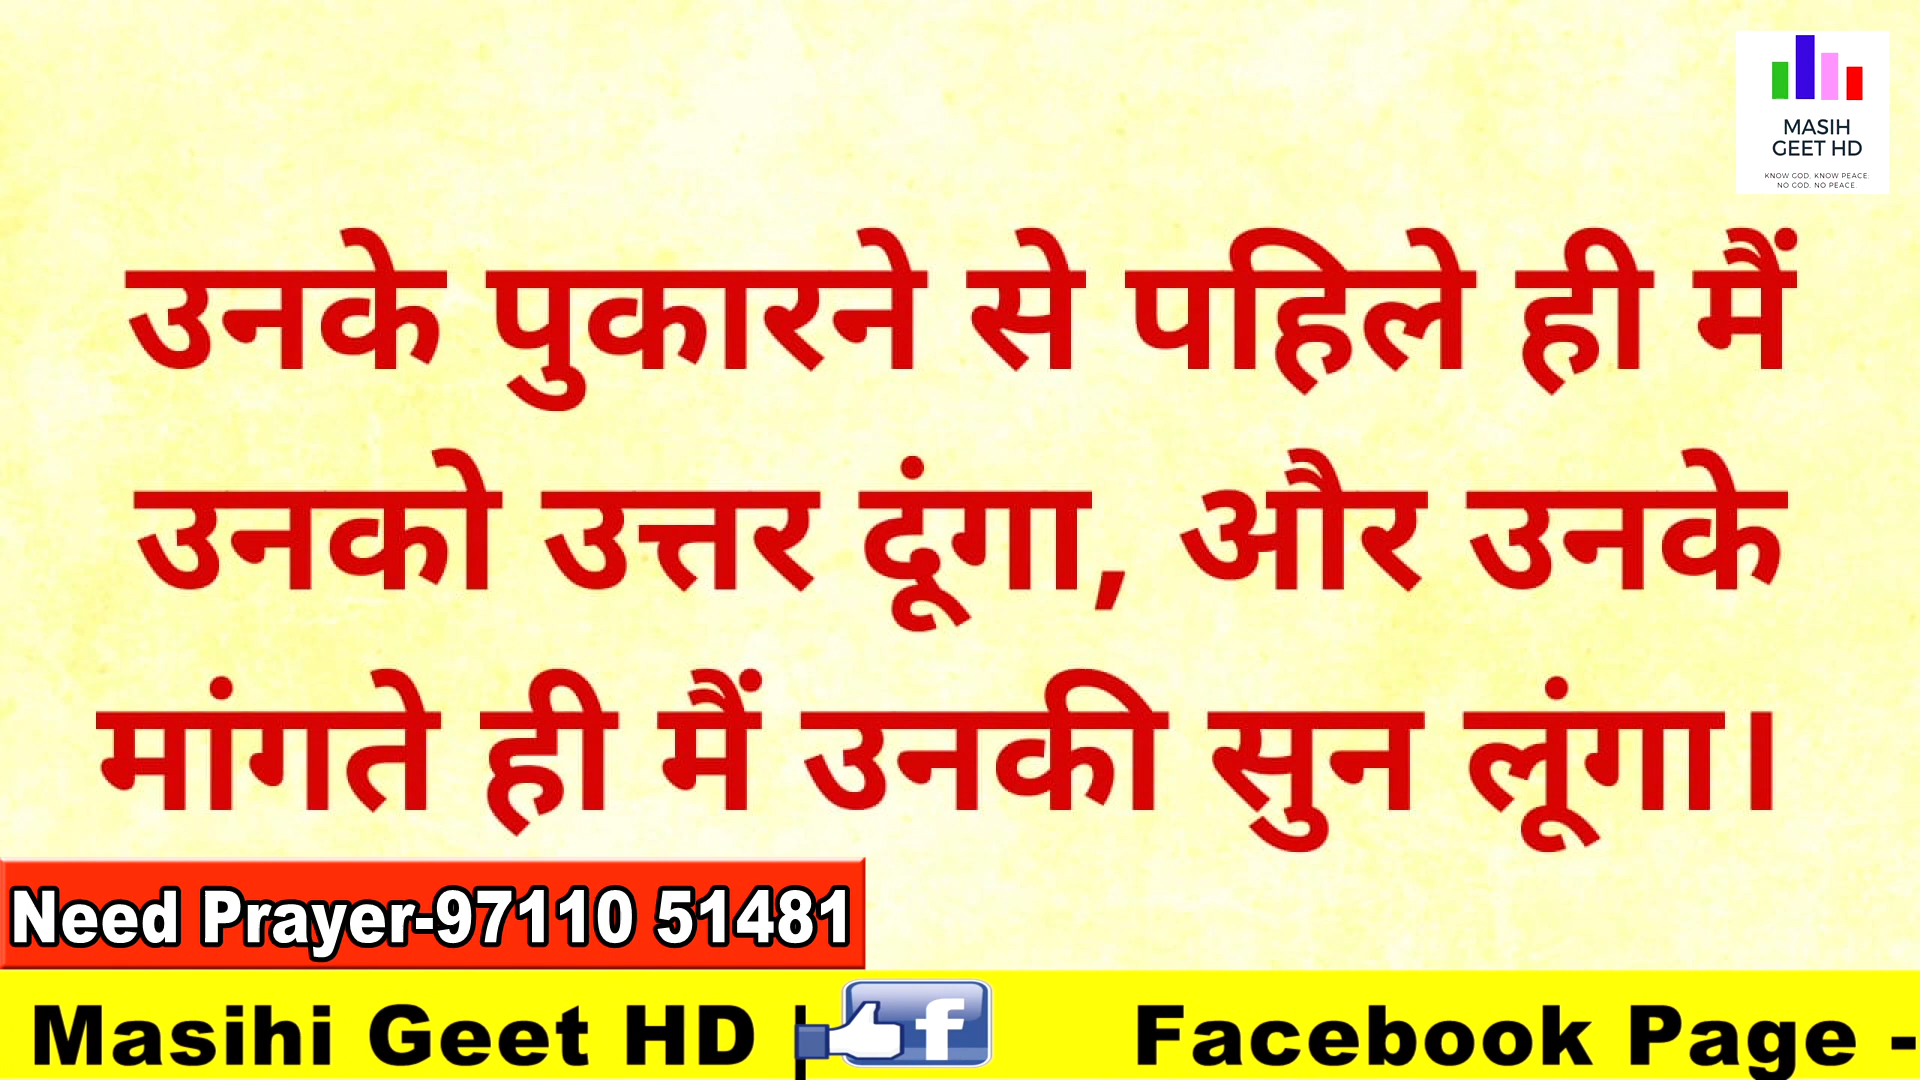 MASIH
GEET HD
KNOW GOD. KNOW PEACE;
NO GOD. NO PEACE.
उनके पुकारने से पहिले ही मैं
उनको उत्तर दूंगा, और उनके
मांगते ही मैं उनकी सुन लूंगा।
Need Prayer-97110 51481
Masihi Geet HD | f Facebook Page -